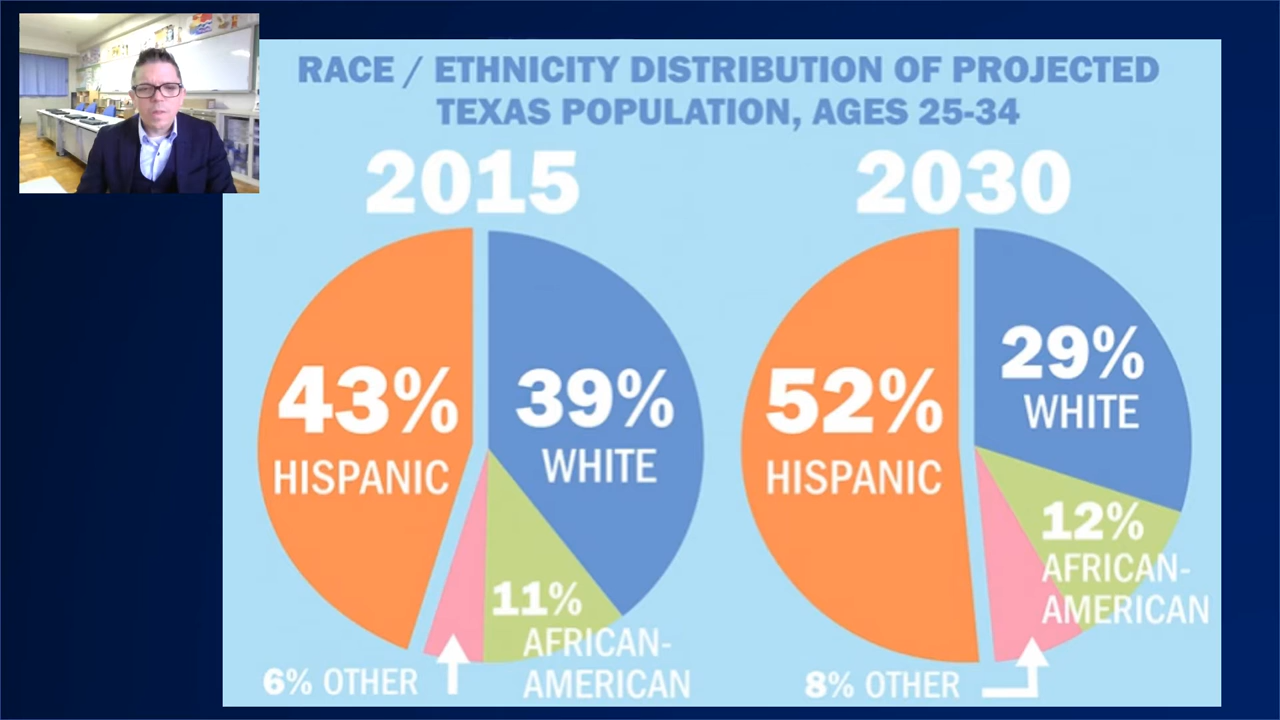 RACE / ETHNICITY DISTRIBUTION OF PROJECTED
TEXAS POPULATION, AGES 25-34
2015
43%
HISPANIC
39%
WHITE
11%
AFRICAN-
AMERICAN
6% OTHER
2030
52%
HISPANIC
29%
WHITE
12%
AFRICAN-
AMERICAN
8% OTHER